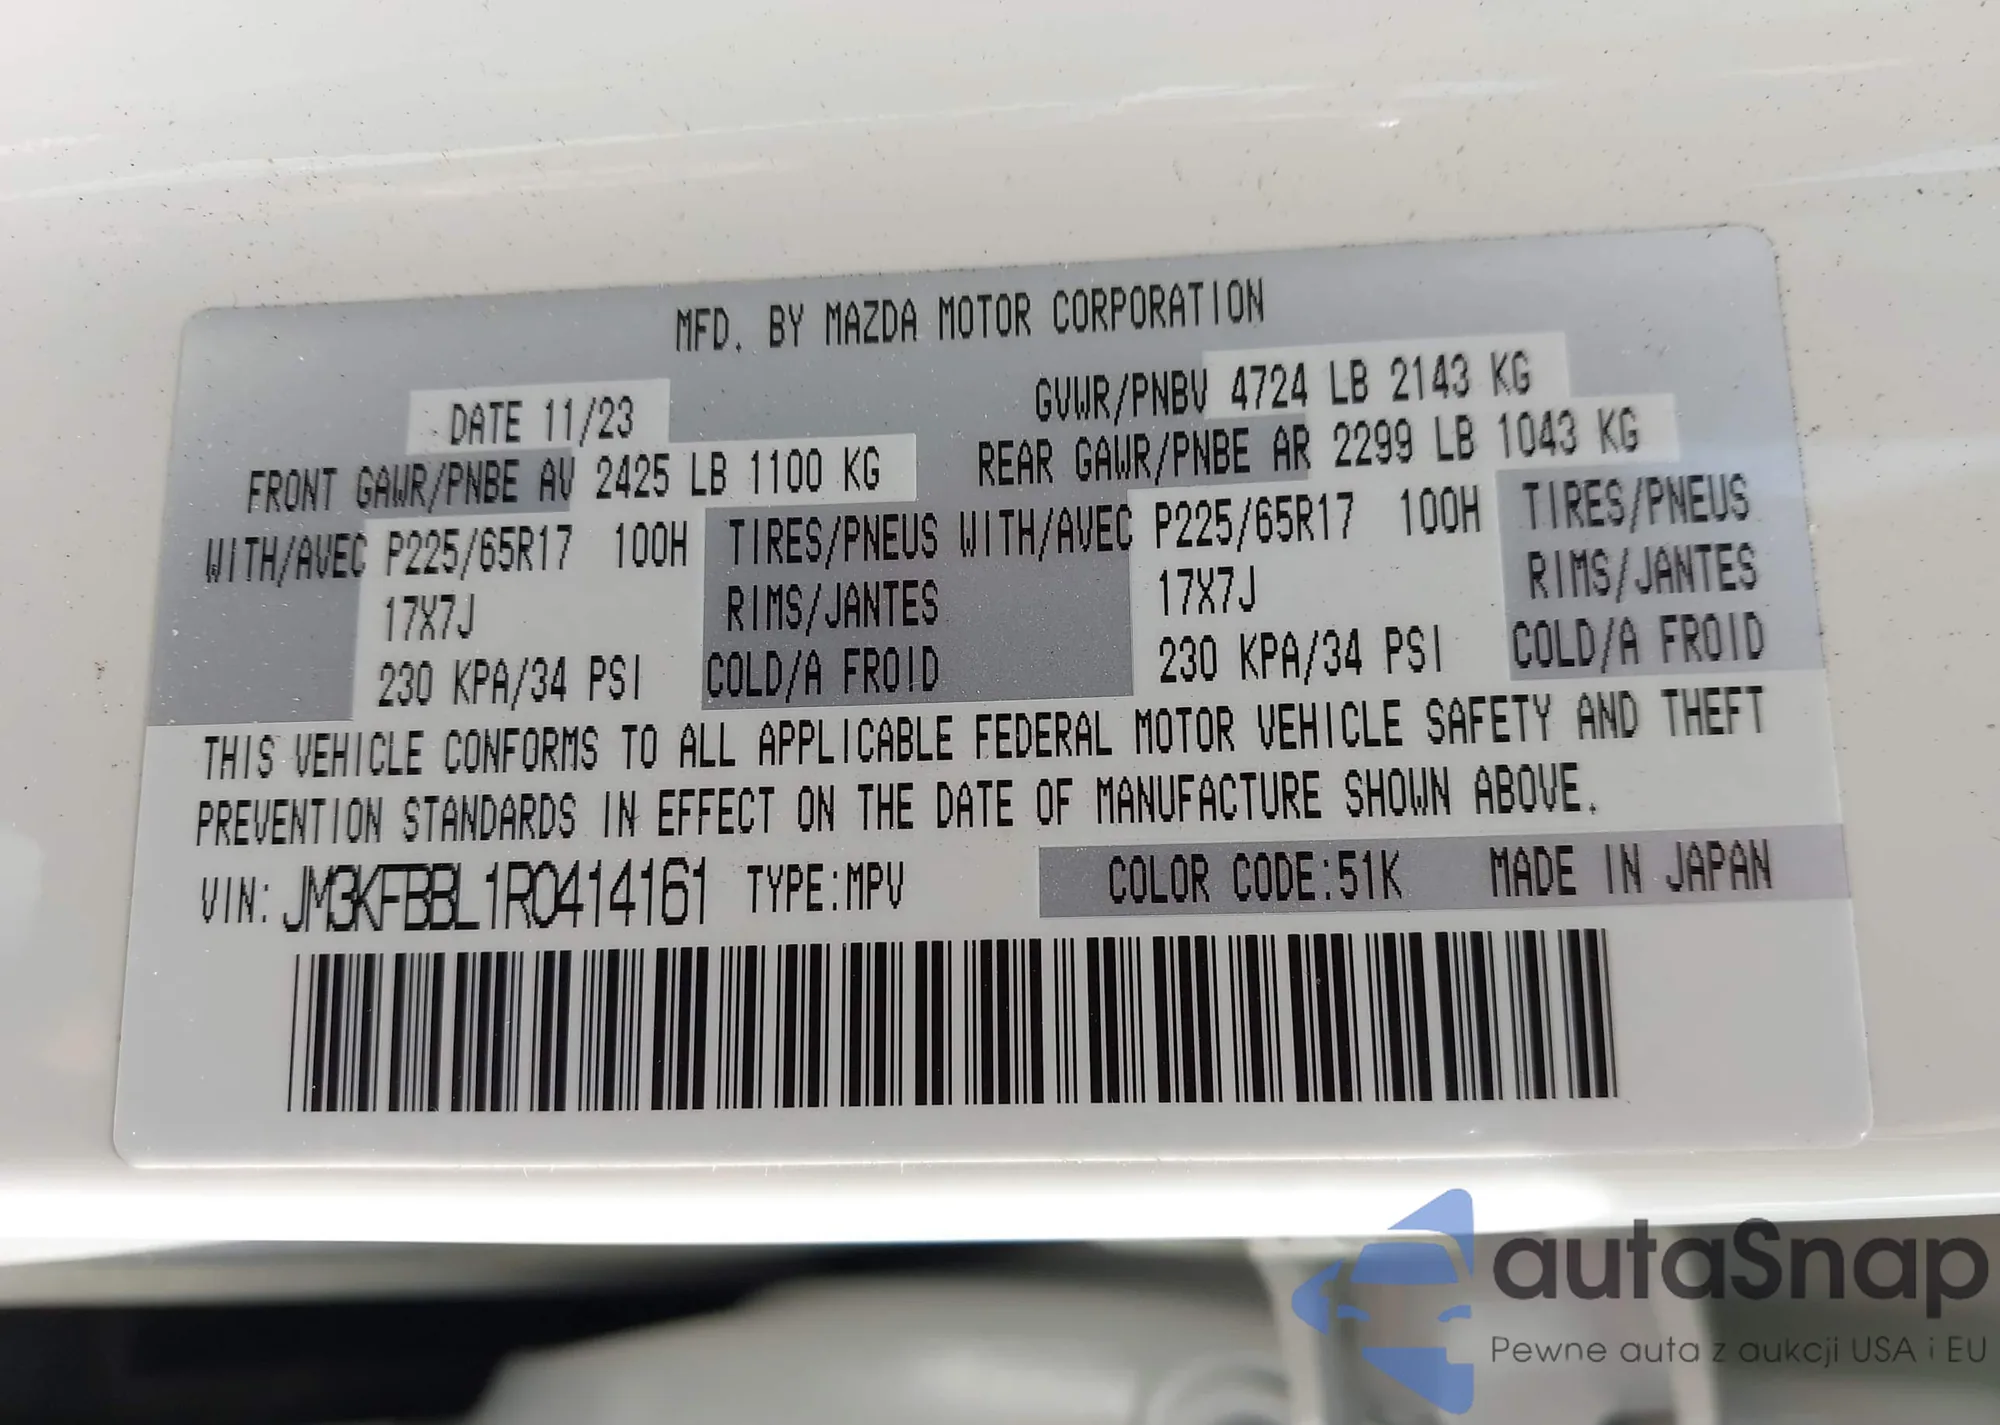 MFD. BY MAZDA MOTOR CORPORATION
DATE 11/23
GVWR/PNBV 4724 LB 2143 KG
FRONT GAWR/PNBE AV 2425 LB 1100 KG
REAR GAWR/PNBE AR 2299 LB 1043 KG
WITH/AVEC P225/65R17 100H TIRES/PNEUS WITH/AVEC P225/65R17 100H TIRES/PNEUS
17X7J RIMS/JANTES 17X7J RIMS/JANTES
230 KPA/34 PSI COLD/A FROID 230 KPA/34 PSI COLD/A FROID
THIS VEHICLE CONFORMS TO ALL APPLICABLE FEDERAL MOTOR VEHICLE SAFETY AND THEFT
PREVENTION STANDARDS IN EFFECT ON THE DATE OF MANUFACTURE SHOWN ABOVE.
VIN: JM3KFBBL1R0414161 TYPE:MPV COLOR CODE:51K MADE IN JAPAN
autaSnap
Pewne auta z aukcji USA i EU